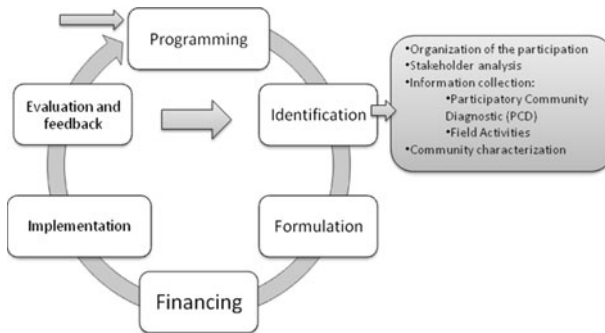 Programming
•Organization of the participation
•Stakeholder analysis
•Information collection:
•Participatory Community
Diagnostic (PCD)
•Field Activities
•Community characterization
Evaluation and
feedback
Identification
Implementation
Formulation
Financing